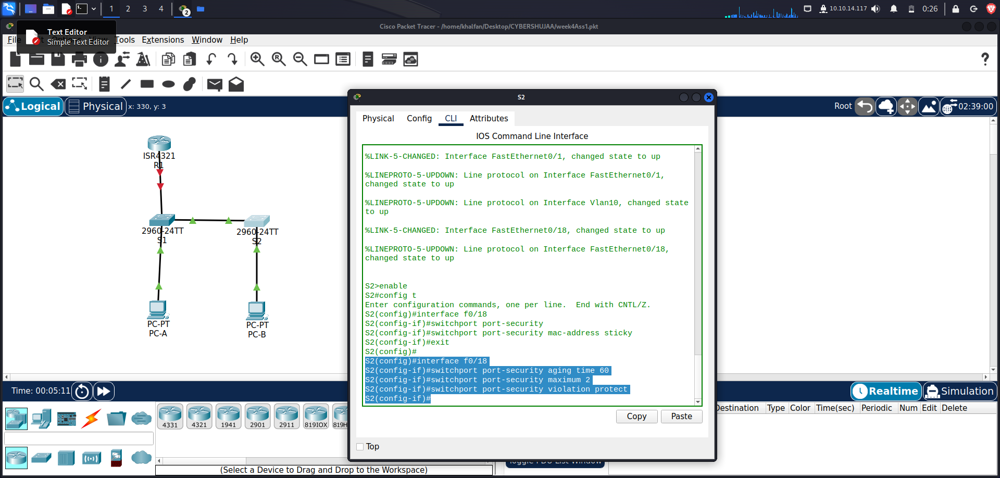 1 2 3 4
2
10.10.14.117
0:26
Cisco Packet Tracer - /home/khalfan/Desktop/CYBERSHUJAA/week4Ass1.pkt
Text Editor
Simple Text Editor
File Tools Extensions Window Help
Logical Physical x: 330, y: 3
Root 02:39:00
ISR4321
R1
2960-24TT
S1
2960-24TT
S2
PC-PT
PC-A
PC-PT
PC-B
S2
Physical Config CLI Attributes
IOS Command Line Interface
%LINK-5-CHANGED: Interface FastEthernet0/1, changed state to up
%LINEPROTO-5-UPDOWN: Line protocol on Interface FastEthernet0/1,
changed state to up
%LINEPROTO-5-UPDOWN: Line protocol on Interface Vlan10, changed state
to up
%LINK-5-CHANGED: Interface FastEthernet0/18, changed state to up
%LINEPROTO-5-UPDOWN: Line protocol on Interface FastEthernet0/18,
changed state to up
S2>enable
S2#config t
Enter configuration commands, one per line.  End with CNTL/Z.
S2(config)#interface f0/18
S2(config-if)#switchport port-security
S2(config-if)#switchport port-security mac-address sticky
S2(config-if)#exit
S2(config)#
S2(config)#interface f0/18
S2(config-if)#switchport port-security aging time 60
S2(config-if)#switchport port-security maximum 2
S2(config-if)#switchport port-security violation protect
S2(config-if)#
Copy Paste
Top
Time: 00:05:11
Realtime Simulation
4331 4321 1941 2901 2911 819IOX 819H
Destination Type Color Time(sec) Periodic Num Edit Delete
(Select a Device to Drag and Drop to the Workspace)
Toggle PDU List Window